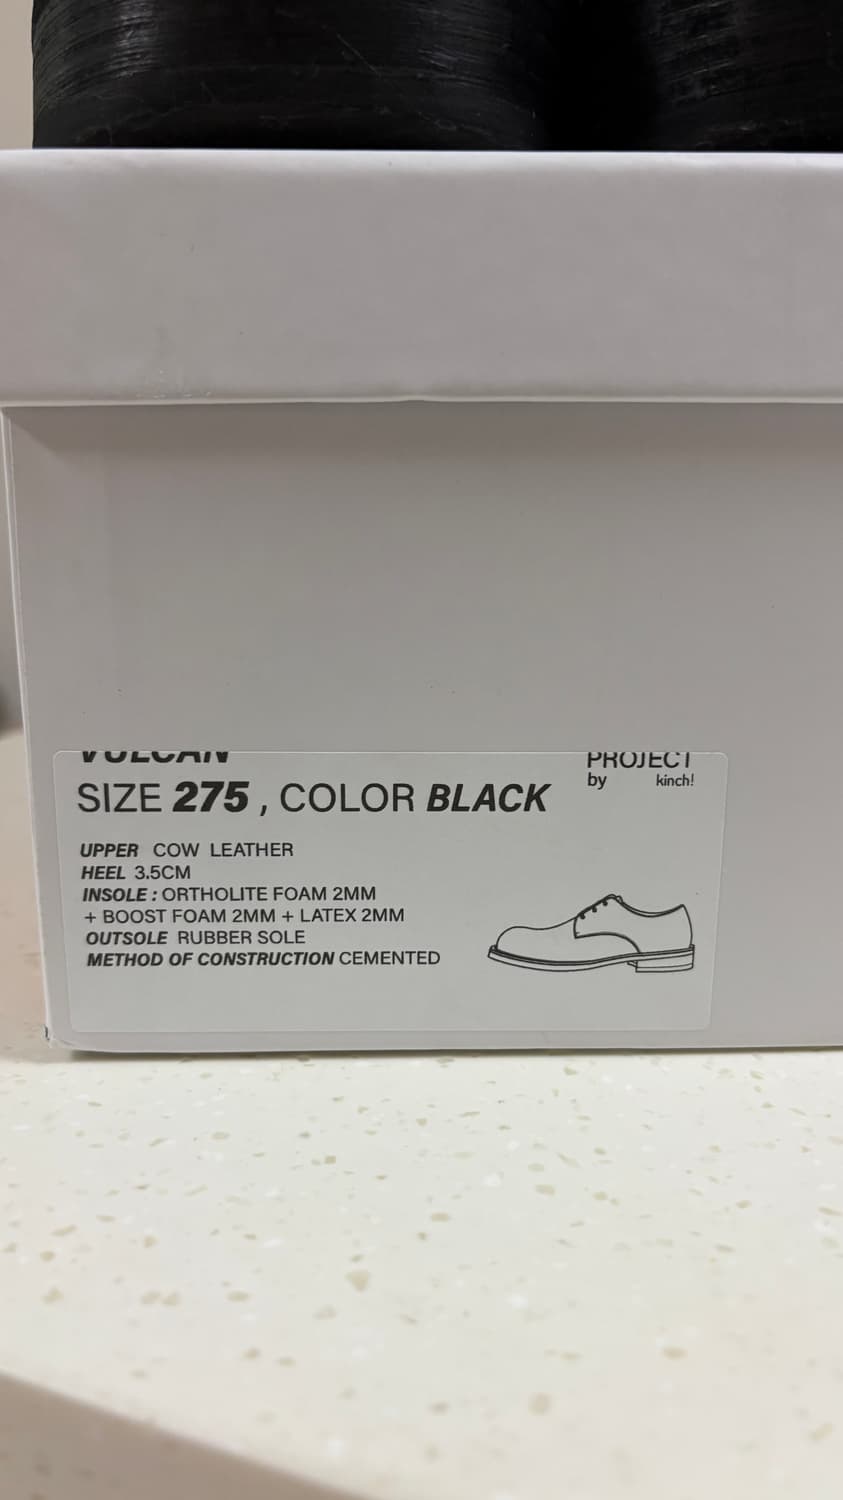 VULCAN
PROJECT
by kinch!
SIZE 275 , COLOR BLACK
UPPER COW LEATHER
HEEL 3.5CM
INSOLE : ORTHOLITE FOAM 2MM
+ BOOST FOAM 2MM + LATEX 2MM
OUTSOLE RUBBER SOLE
METHOD OF CONSTRUCTION CEMENTED